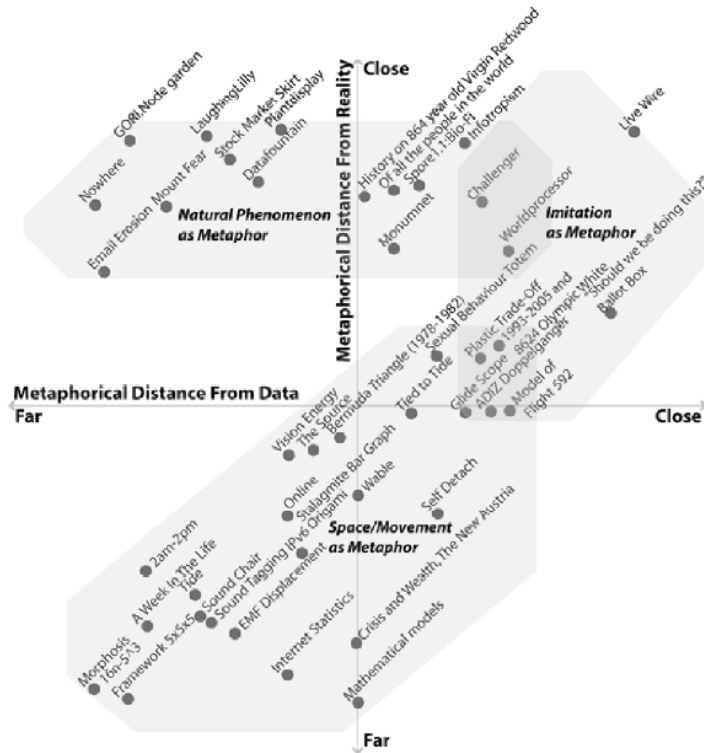 Close
Metaphorical Distance From Reality
GORI.Node garden
LaughingLilly
Stock Market Skirt
Plantdisplay
Nowhere
Mount Fear
Datafountain
Email Erosion
Natural Phenomenon
as Metaphor
History on 864 year old Virgin Redwood
Of all the people in the world
Spore1.1:Bio-Fi
Infotropism
Monumnet
Live Wire
Challenger
Worldprocessor
Imitation
as Metaphor
"Should we be doing this?"
Ballot Box
Sexual Behaviour Totem
Plastic Trade-Off
1993-2005 and
8624 Olympic White
Metaphorical Distance From Data
Far
Close
Vision Energy
The Source
Bermuda Triangle (1978-1982)
Tied to Tide
Glide Scope
ADIZ Doppelganger
Model of
Flight 592
Online
Stalagmite Bar Graph
Wable
Self Detach
Space/Movement
as Metaphor
2am-2pm
A Week In The Life
Tide
Sound Chair
Sound Tagging
IPv6 Origami
EMF Displacement
Morphosis
16n-5^3
Framework 5x5x5
Internet Statistics
Crisis and Wealth, The New Austria
Mathematical models
Far